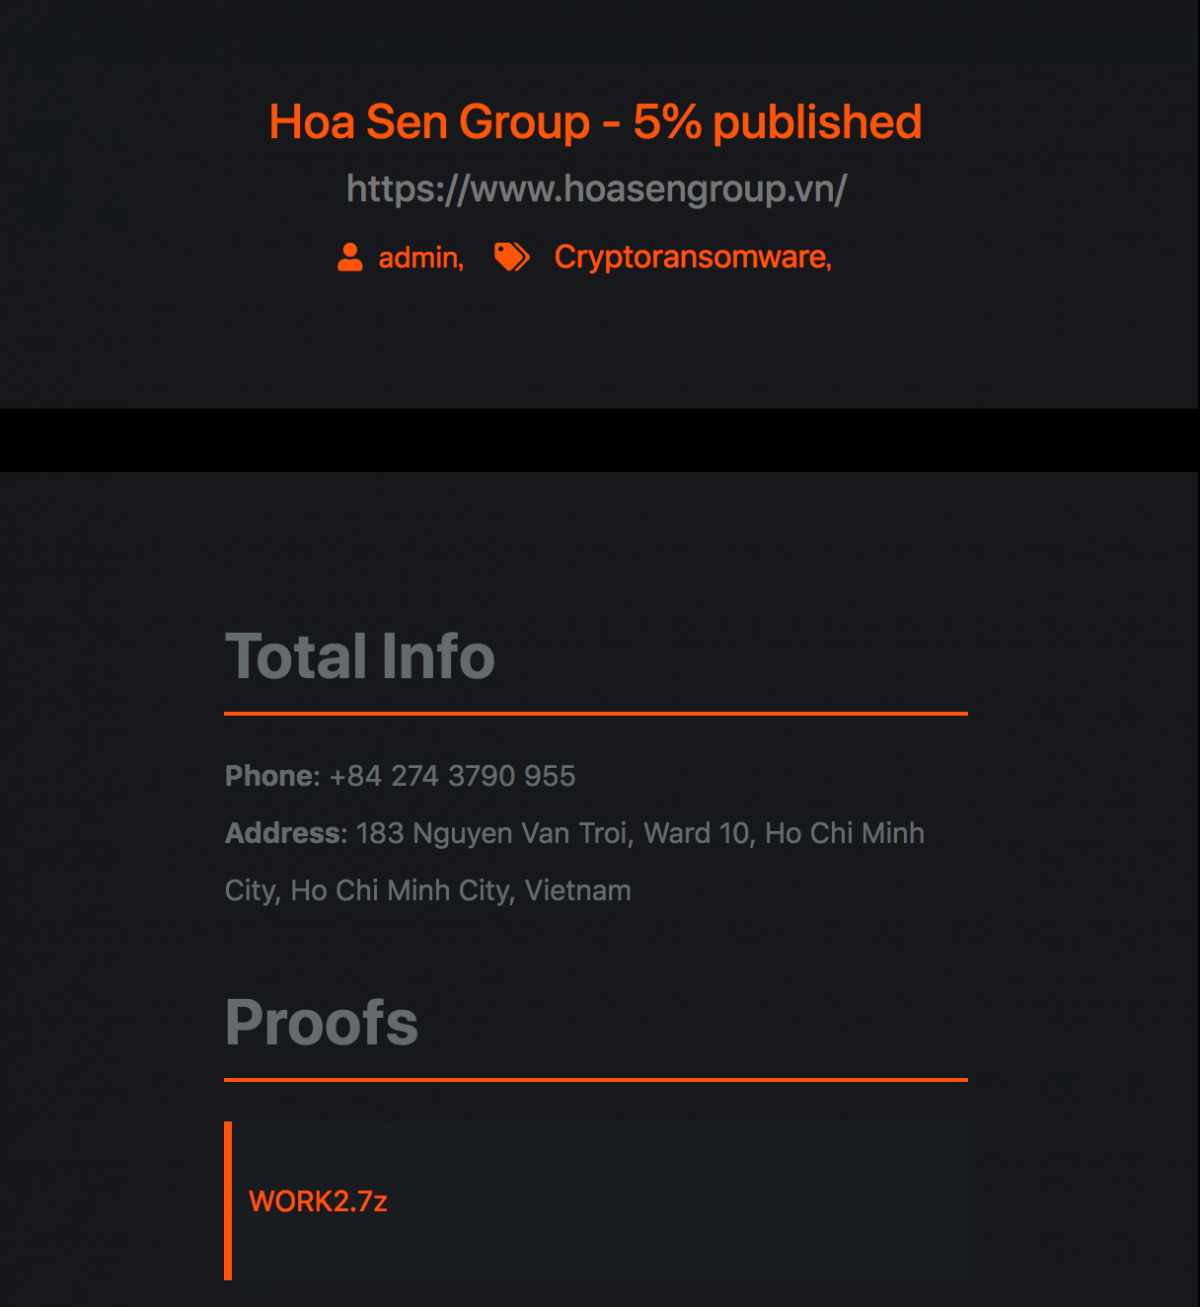 Hoa Sen Group - 5% published
https://www.hoasengroup.vn/
admin, Cryptoransomware,
Total Info
Phone: +84 274 3790 955
Address: 183 Nguyen Van Troi, Ward 10, Ho Chi Minh
City, Ho Chi Minh City, Vietnam
Proofs
WORK2.7z